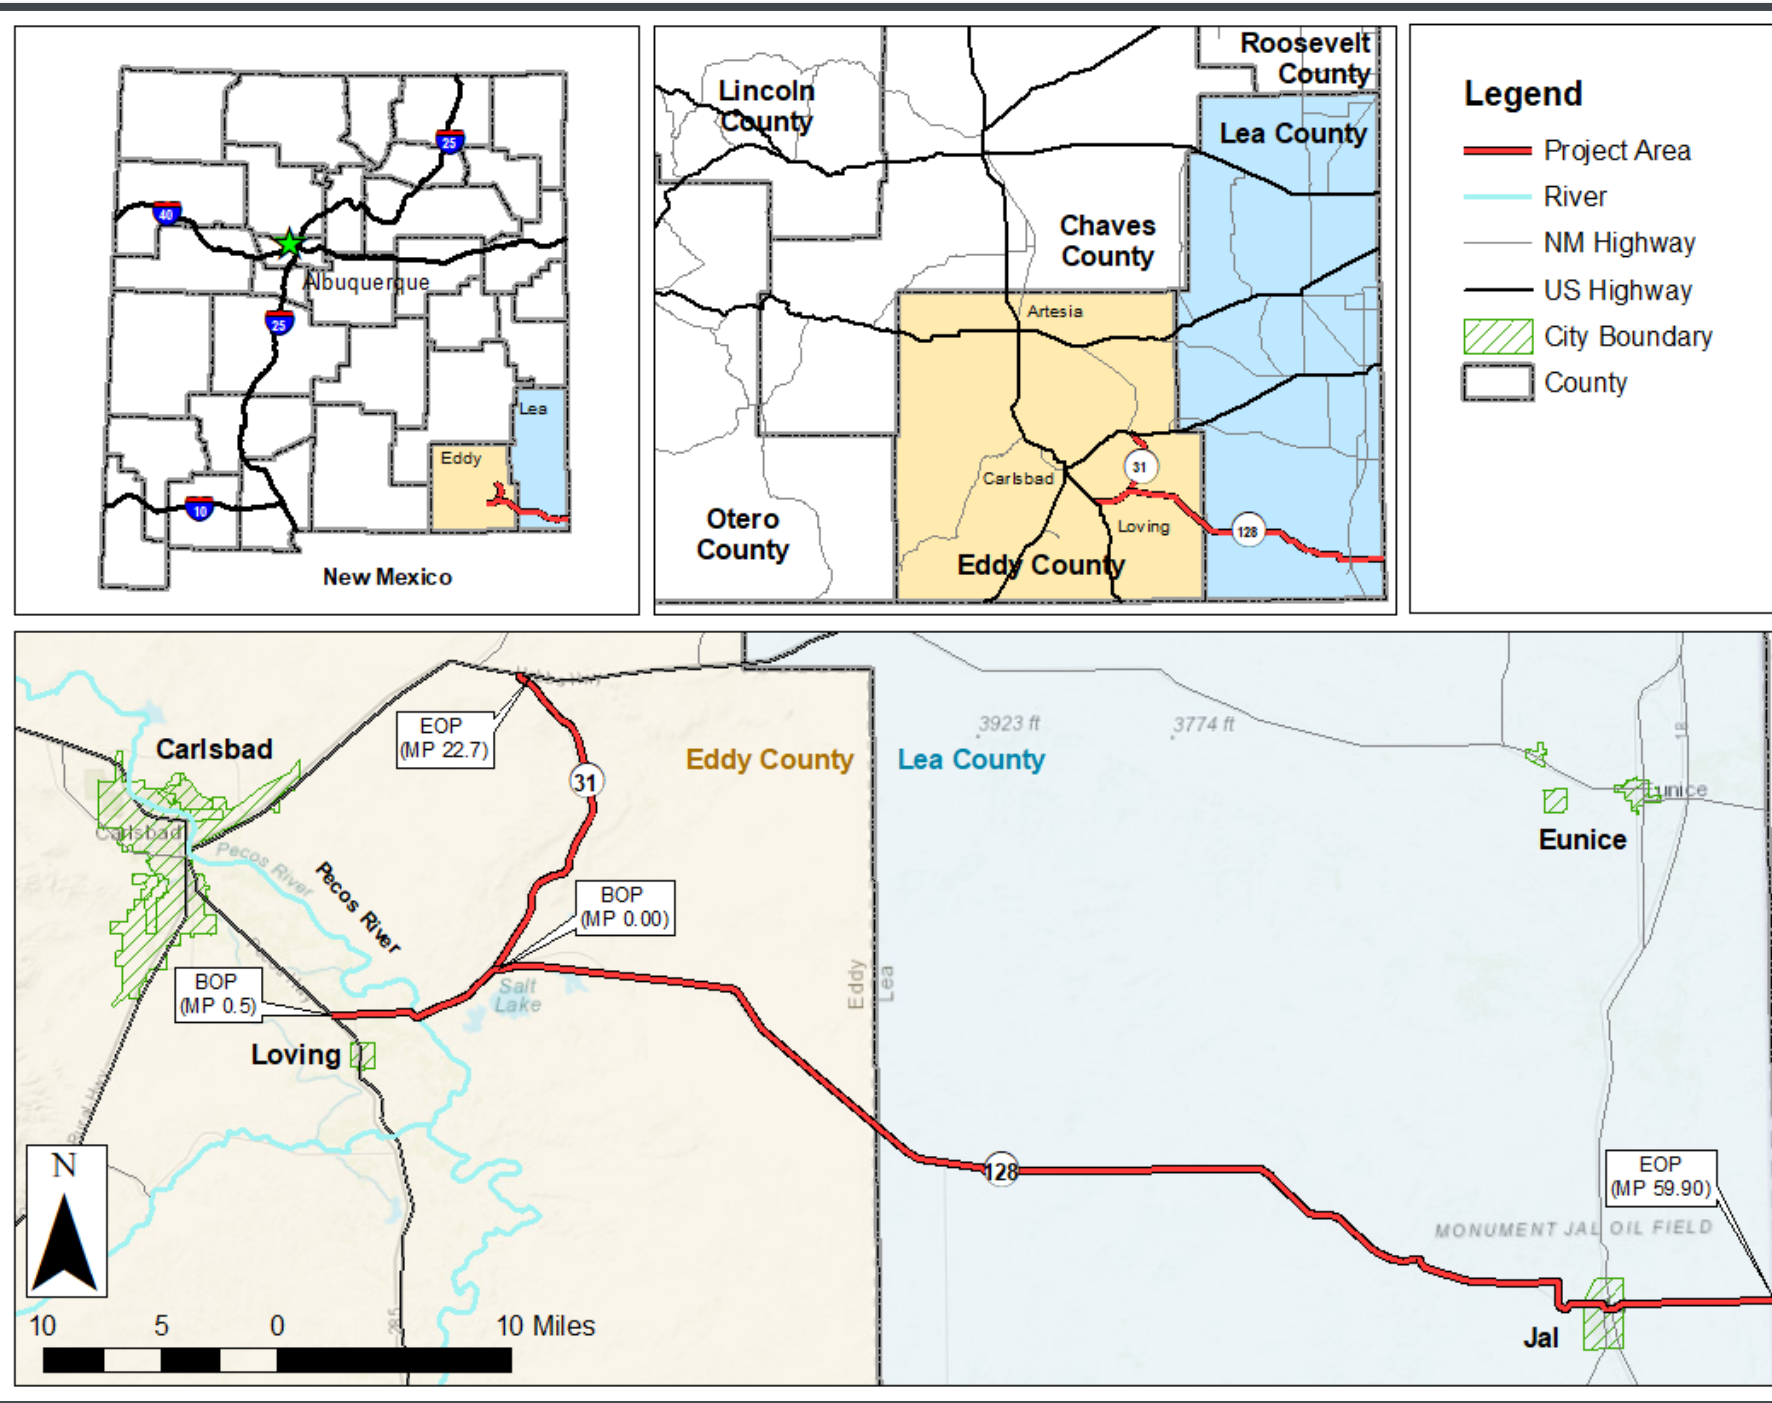 25
40
Albuquerque
25
Lea
Eddy
10
New Mexico
Roosevelt
County
Lincoln
County
Lea County
Chaves
County
Artesia
Carlsbad
31
Otero
County
Loving
128
Eddy County
Legend
Project Area
River
NM Highway
US Highway
City Boundary
County
EOP
(MP 22.7)
Carlsbad
31
Eddy County
Lea County
3923 ft
3774 ft
18
Carlsbad
Eunice
Eunice
Pecos River
Pecos River
BOP
(MP 0.00)
BOP
(MP 0.5)
Salt
Lake
Eddy
Lea
Loving
Rural Hwy
N
128
EOP
(MP 59.90)
MONUMENT JAL OIL FIELD
285
10 5 0 10 Miles
Jal